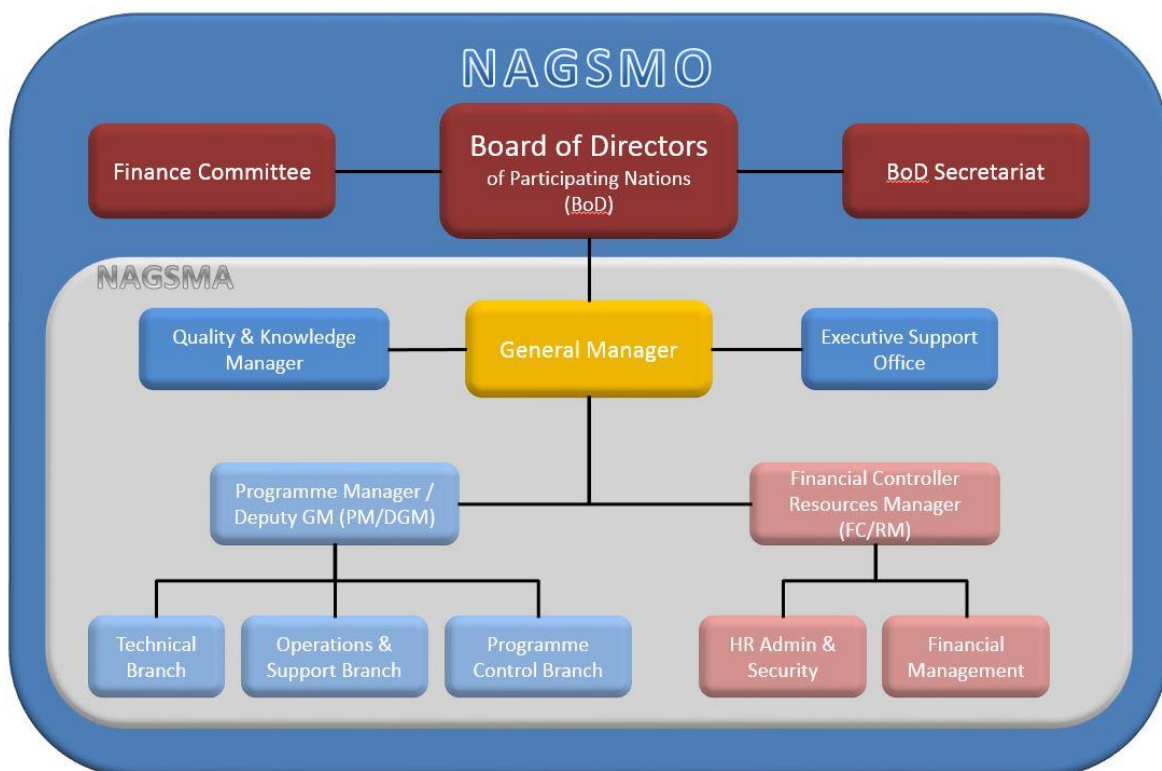 NAGSMO
Finance Committee
Board of Directors
of Participating Nations
(BoD)
BoD Secretariat
NAGSMA
Quality & Knowledge
Manager
General Manager
Executive Support
Office
Programme Manager /
Deputy GM (PM/DGM)
Financial Controller
Resources Manager
(FC/RM)
Technical
Branch
Operations &
Support Branch
Programme
Control Branch
HR Admin &
Security
Financial
Management